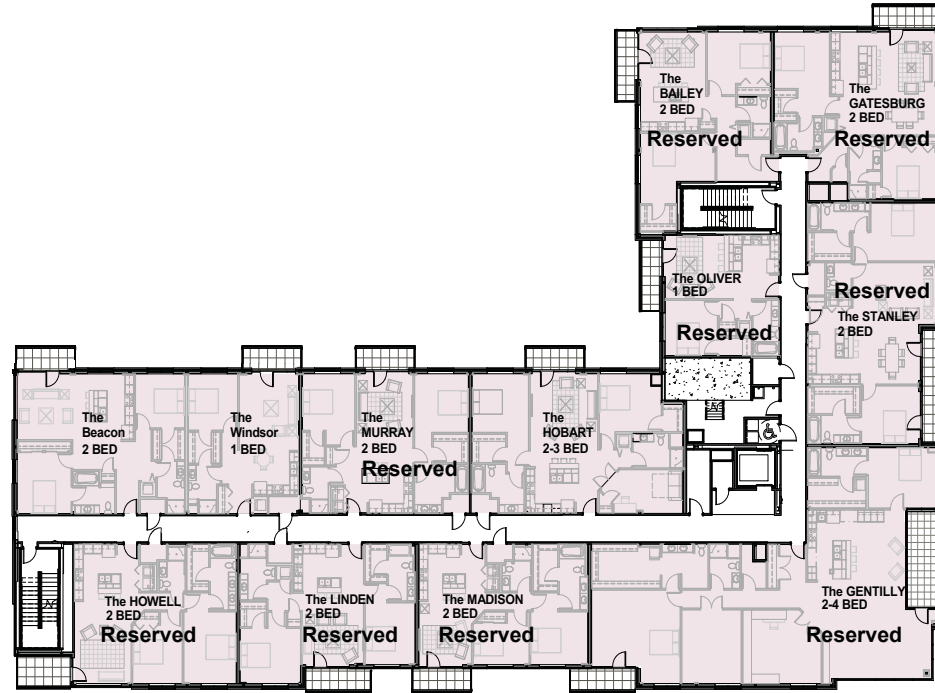 The
BAILEY
2 BED
Reserved
The
GATESBURG
2 BED
Reserved
The OLIVER
1 BED
Reserved
Reserved
The STANLEY
2 BED
The
Beacon
2 BED
The
Windsor
1 BED
The
MURRAY
2 BED
Reserved
The
HOBART
2-3 BED
The HOWELL
2 BED
Reserved
The LINDEN
2 BED
Reserved
The MADISON
2 BED
Reserved
The GENTILLY
2-4 BED
Reserved